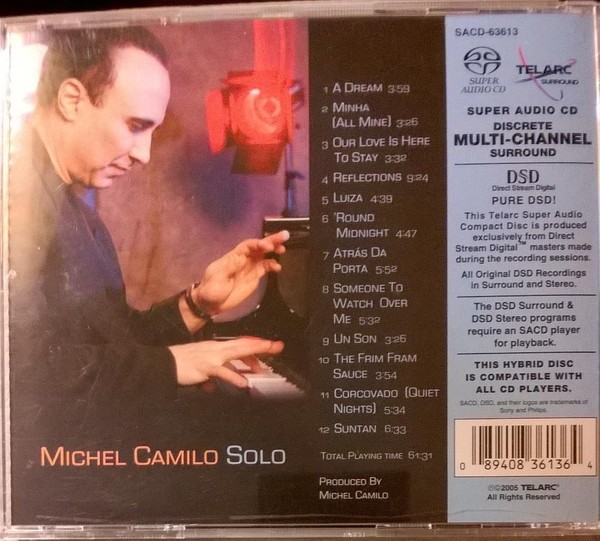 1 A Dream 3:59
2 Minha
(All Mine) 3:26
3 Our Love Is Here
To Stay 3:32
4 Reflections 9:24
5 Luiza 4:39
6 'Round
Midnight 4:47
7 Atrás Da
Porta 5:52
8 Someone To
Watch Over
Me 5:32
9 Un Son 3:26
10 The Frim Fram
Sauce 3:54
11 Corcovado (Quiet
Nights) 5:34
12 Suntan 6:33
Total Playing time 61:31
Produced By
Michel Camilo
Michel Camilo Solo
SACD-63613
SUPER
AUDIO CD
TELARC
SURROUND
SUPER AUDIO CD
DISCRETE
MULTI-CHANNEL
SURROUND
DSD
Direct Stream Digital
PURE DSD!
This Telarc Super Audio
Compact Disc is produced
exclusively from Direct
Stream Digital™ masters made
during the recording sessions.
All Original DSD Recordings
in Surround and Stereo.
The DSD Surround &
DSD Stereo programs
require an SACD player
for playback.
THIS HYBRID DISC
IS COMPATIBLE WITH
ALL CD PLAYERS.
SACD, DSD, and their logos are trademarks of
Sony and Philips.
0 89408 36136 4
℗©2005 TELARC
All Rights Reserved